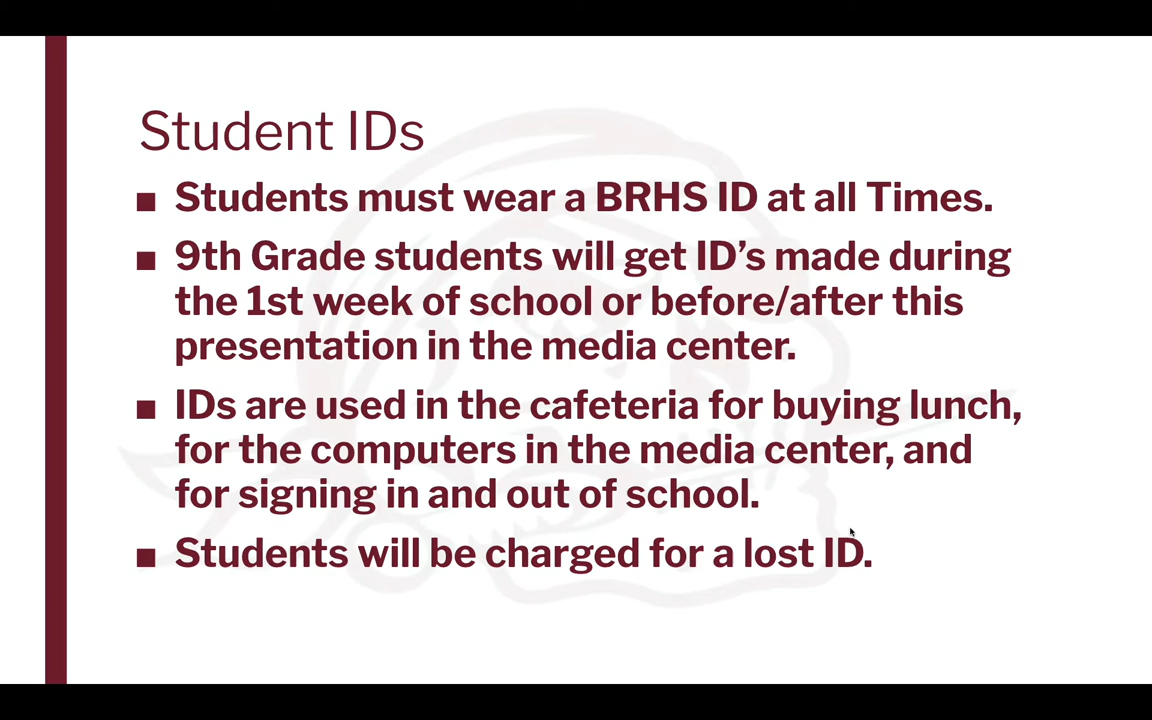 Student IDs
■ Students must wear a BRHS ID at all Times.
■ 9th Grade students will get ID’s made during
the 1st week of school or before/after this
presentation in the media center.
■ IDs are used in the cafeteria for buying lunch,
for the computers in the media center, and
for signing in and out of school.
■ Students will be charged for a lost ID.